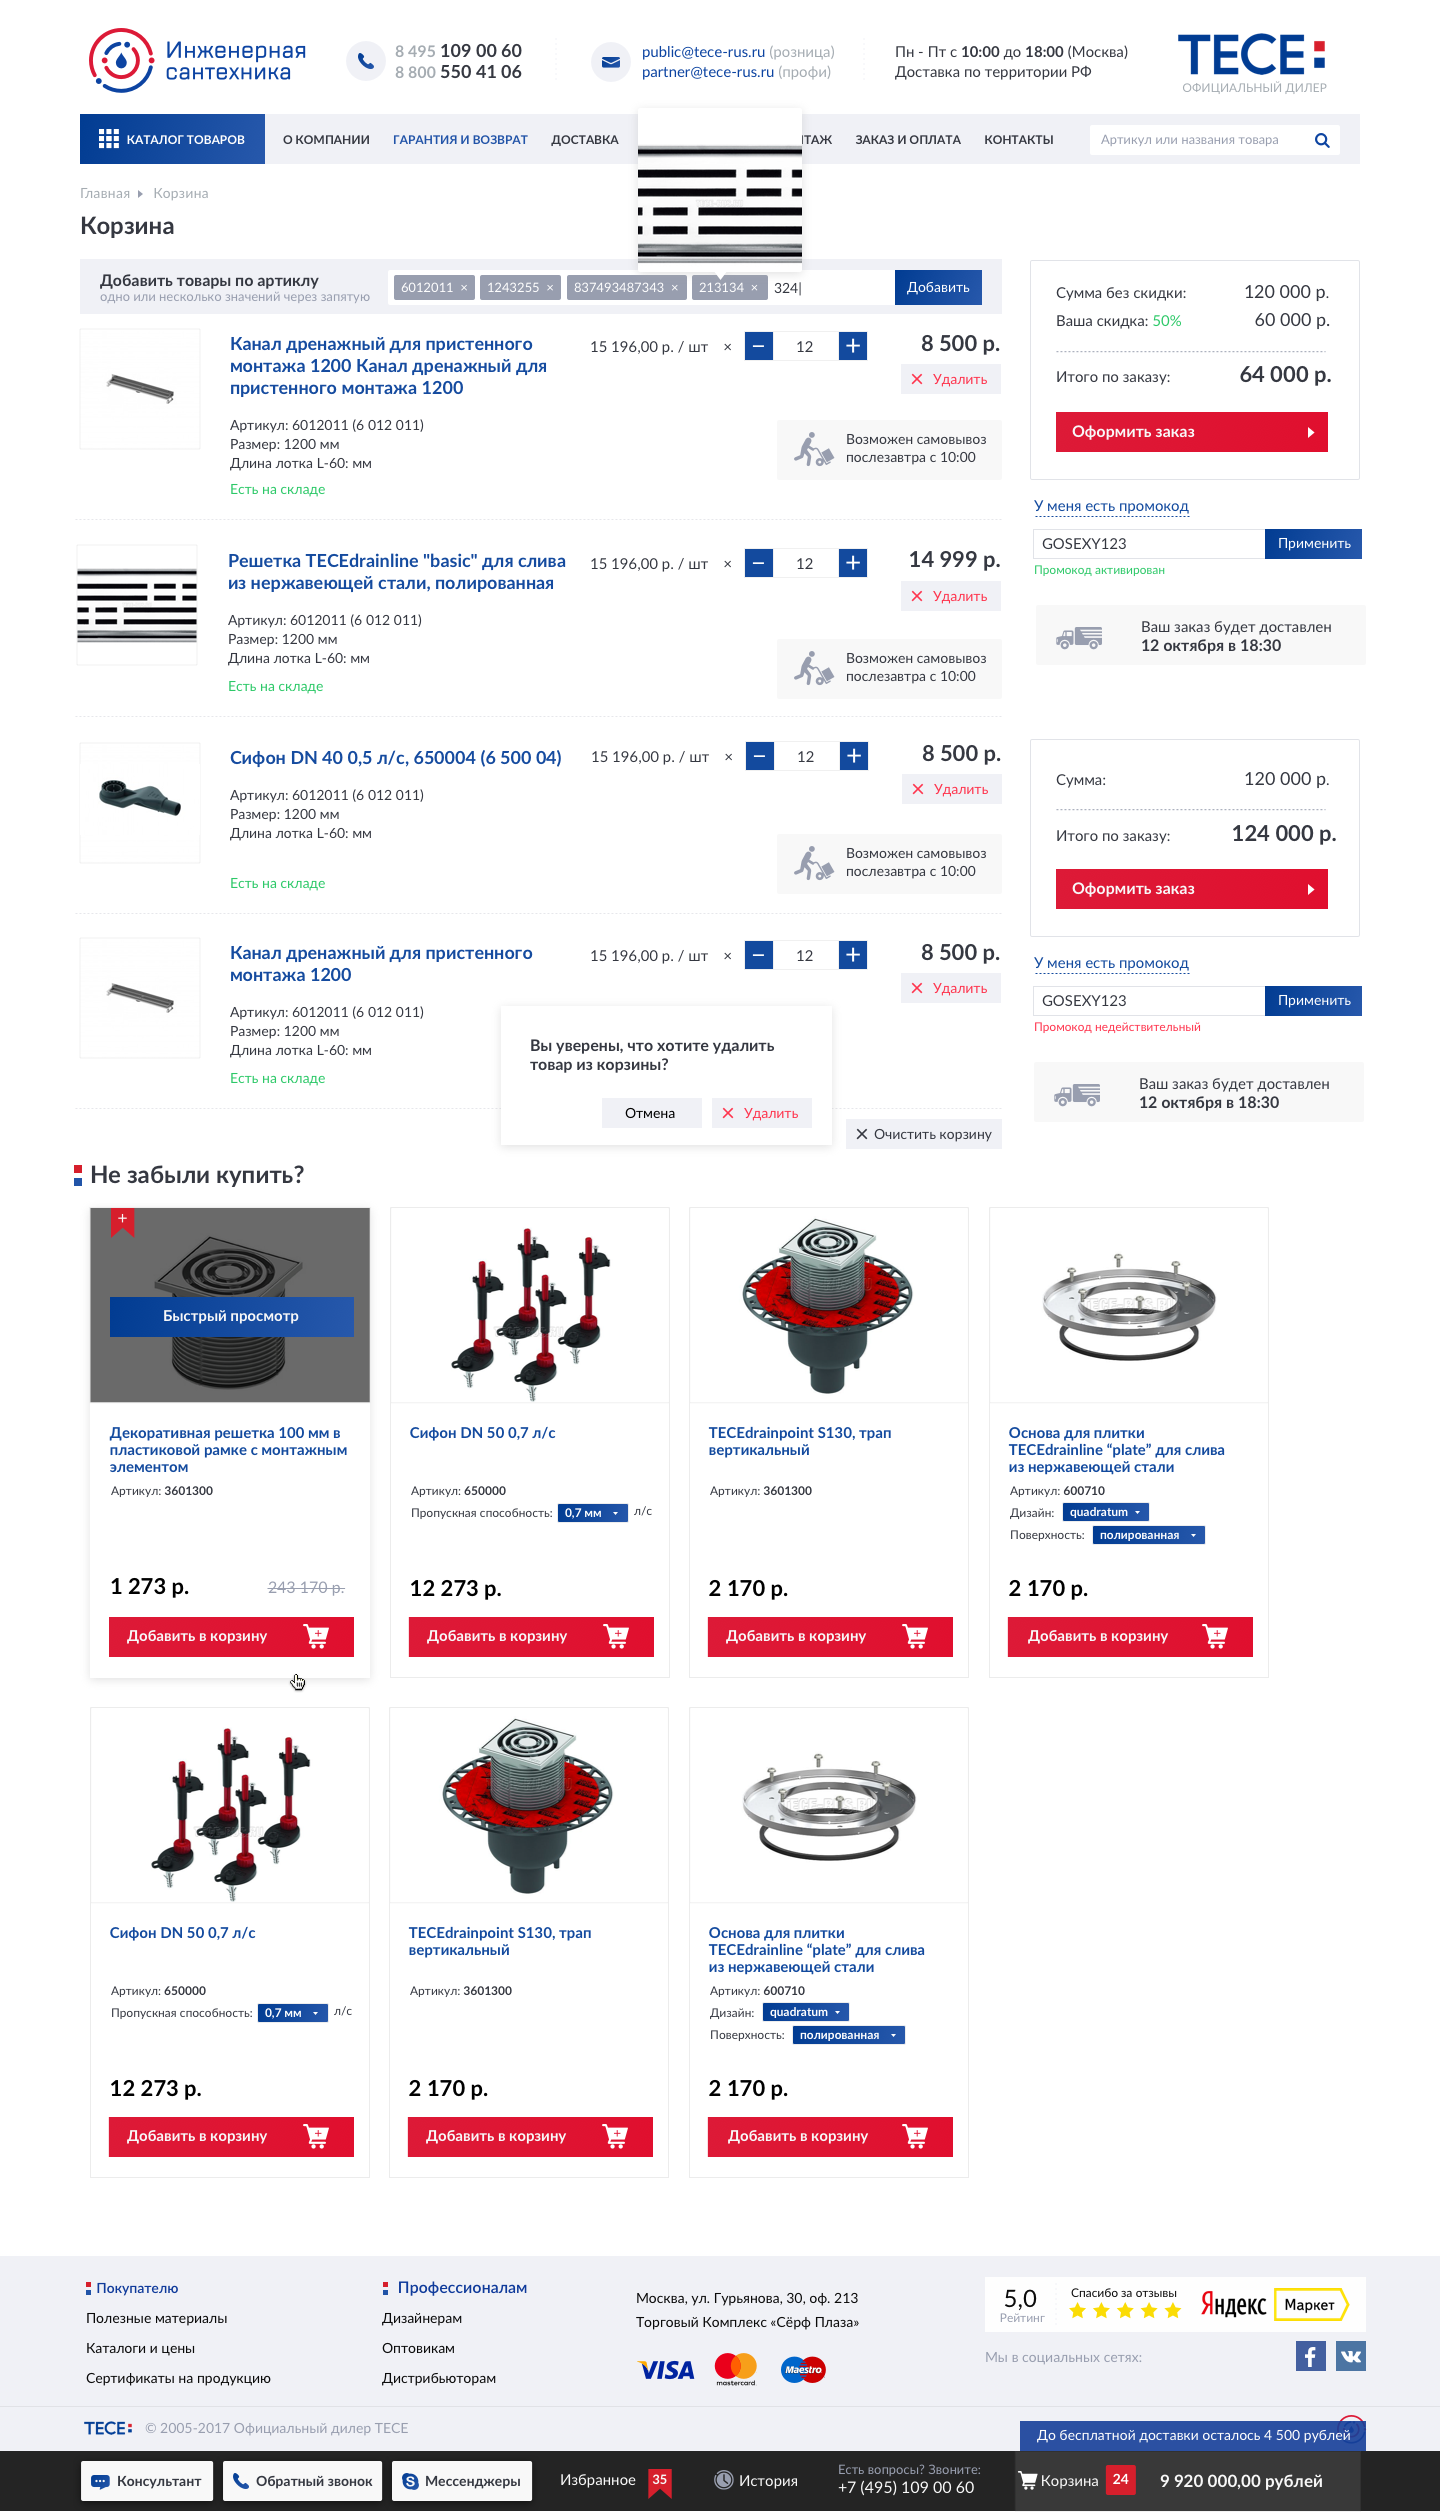 Инженерная
сантехника
8 495 109 00 60
8 800 550 41 06
public@tece-rus.ru (розница)
partner@tece-rus.ru (профи)
Пн - Пт с 10:00 до 18:00 (Москва)
Доставка по территории РФ
TECE
ОФИЦИАЛЬНЫЙ ДИЛЕР
КАТАЛОГ ТОВАРОВ
О КОМПАНИИ
ГАРАНТИЯ И ВОЗВРАТ
ДОСТАВКА
ТАЖ
ЗАКАЗ И ОПЛАТА
КОНТАКТЫ
Артикул или названия товара
Главная
Корзина
Корзина
Добавить товары по артиклу
одно или несколько значений через запятую
6012011 ×
1243255 ×
837493487343 ×
213134 ×
324|
Добавить
Канал дренажный для пристенного
монтажа 1200 Канал дренажный для
пристенного монтажа 1200
Артикул: 6012011 (6 012 011)
Размер: 1200 мм
Длина лотка L-60: мм
Есть на складе
15 196,00 р. / шт × − 12 +
8 500 р.
Удалить
Возможен самовывоз
послезавтра с 10:00
Решетка TECEdrainline "basic" для слива
из нержавеющей стали, полированная
Артикул: 6012011 (6 012 011)
Размер: 1200 мм
Длина лотка L-60: мм
Есть на складе
15 196,00 р. / шт × − 12 +
14 999 р.
Удалить
Возможен самовывоз
послезавтра с 10:00
Сифон DN 40 0,5 л/с, 650004 (6 500 04)
Артикул: 6012011 (6 012 011)
Размер: 1200 мм
Длина лотка L-60: мм
Есть на складе
15 196,00 р. / шт × − 12 +
8 500 р.
Удалить
Возможен самовывоз
послезавтра с 10:00
Канал дренажный для пристенного
монтажа 1200
Артикул: 6012011 (6 012 011)
Размер: 1200 мм
Длина лотка L-60: мм
Есть на складе
15 196,00 р. / шт × − 12 +
8 500 р.
Удалить
Вы уверены, что хотите удалить
товар из корзины?
Отмена
Удалить
Очистить корзину
Сумма без скидки: 120 000 р.
Ваша скидка: 50% 60 000 р.
Итого по заказу: 64 000 р.
Оформить заказ
У меня есть промокод
GOSEXY123
Применить
Промокод активирован
Ваш заказ будет доставлен
12 октября в 18:30
Сумма: 120 000 р.
Итого по заказу: 124 000 р.
Оформить заказ
У меня есть промокод
GOSEXY123
Применить
Промокод недействительный
Ваш заказ будет доставлен
12 октября в 18:30
Не забыли купить?
+
Быстрый просмотр
Декоративная решетка 100 мм в
пластиковой рамке с монтажным
элементом
Артикул: 3601300
1 273 р.
243 170 р.
Добавить в корзину
Сифон DN 50 0,7 л/с
Артикул: 650000
Пропускная способность: 0,7 мм л/с
12 273 р.
Добавить в корзину
TECEdrainpoint S130, трап
вертикальный
Артикул: 3601300
2 170 р.
Добавить в корзину
Основа для плитки
TECEdrainline “plate” для слива
из нержавеющей стали
Артикул: 600710
Дизайн: quadratum
Поверхность: полированная
2 170 р.
Добавить в корзину
Сифон DN 50 0,7 л/с
Артикул: 650000
Пропускная способность: 0,7 мм л/с
12 273 р.
Добавить в корзину
TECEdrainpoint S130, трап
вертикальный
Артикул: 3601300
2 170 р.
Добавить в корзину
Основа для плитки
TECEdrainline “plate” для слива
из нержавеющей стали
Артикул: 600710
Дизайн: quadratum
Поверхность: полированная
2 170 р.
Добавить в корзину
Покупателю
Полезные материалы
Каталоги и цены
Сертификаты на продукцию
Профессионалам
Дизайнерам
Оптовикам
Дистрибьюторам
Москва, ул. Гурьянова, 30, оф. 213
Торговый Комплекс «Сёрф Плаза»
VISA
mastercard
Maestro
5,0
Рейтинг
Спасибо за отзывы
Яндекс Маркет
Мы в социальных сетях:
TECE
© 2005-2017 Официальный дилер TECE
До бесплатной доставки осталось 4 500 рублей
Консультант
Обратный звонок
Мессенджеры
Избранное 35
История
Есть вопросы? Звоните:
+7 (495) 109 00 60
Корзина 24
9 920 000,00 рублей